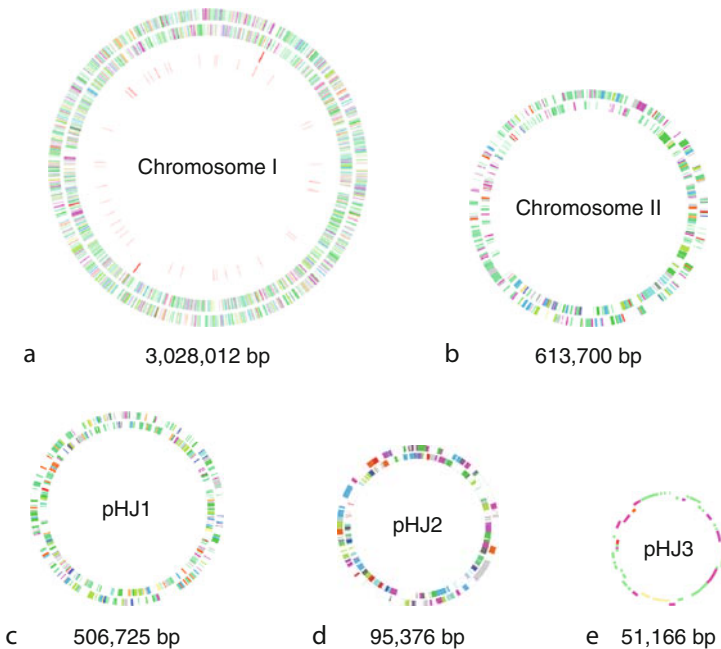 Chromosome I
Chromosome II
a 3,028,012 bp
b 613,700 bp
pHJ1
pHJ2
pHJ3
c 506,725 bp
d 95,376 bp
e 51,166 bp